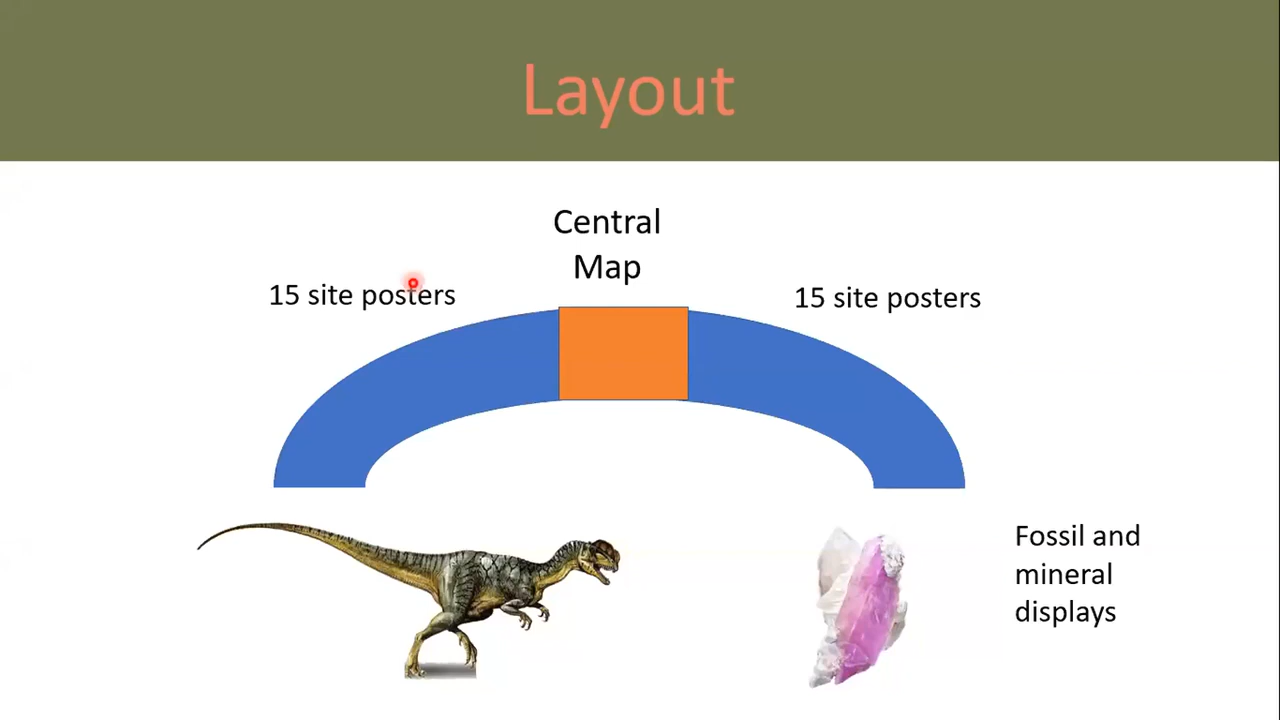 Layout
Central
Map
15 site posters
15 site posters
Fossil and
mineral
displays